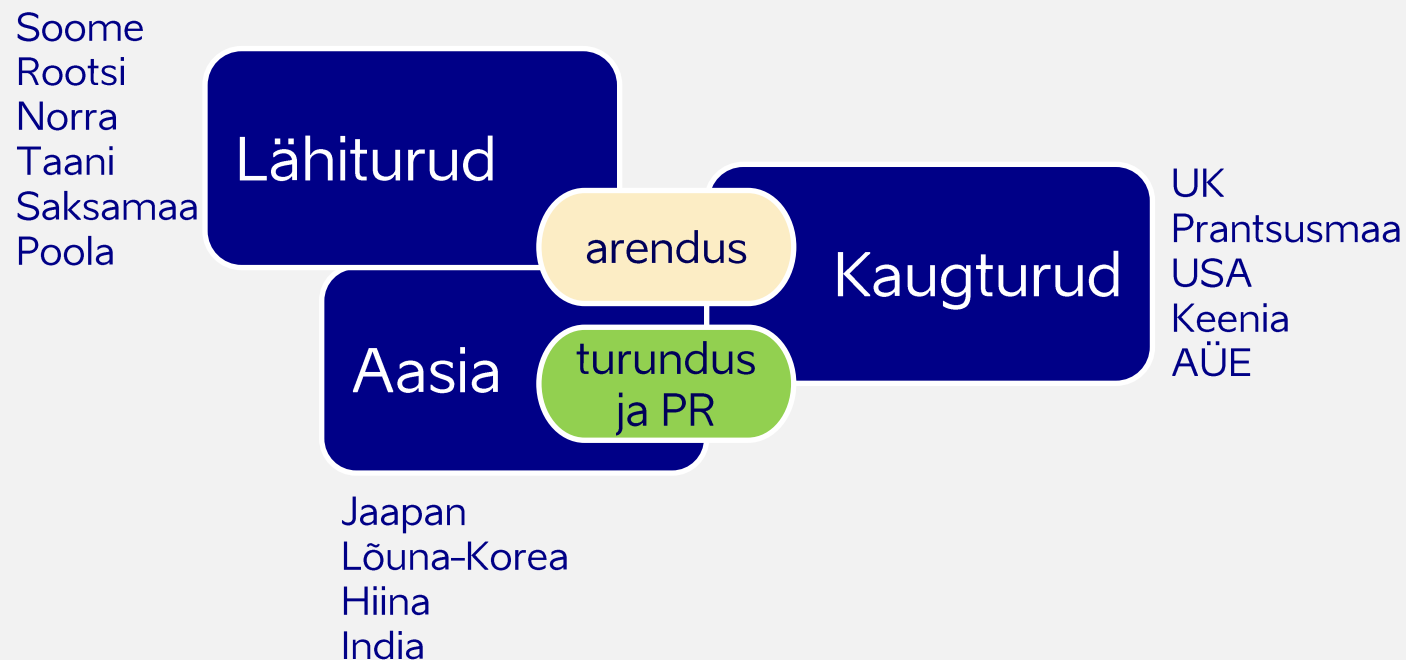 Soome
Rootsi
Norra
Taani
Saksamaa
Poola
Lähiturud
arendus
Kaugturud
UK
Prantsusmaa
USA
Keenia
AÜE
Aasia
turundus
ja PR
Jaapan
Lõuna-Korea
Hiina
India